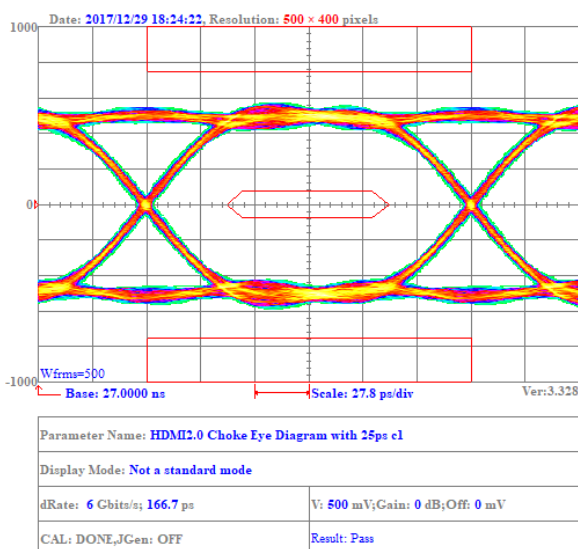 Date: 2017/12/29 18:24:22, Resolution: 500 × 400 pixels
1000
0
-1000
Wfrms=500
Base: 27.0000 ns
Scale: 27.8 ps/div
Ver:3.328
Parameter Name: HDMI2.0 Choke Eye Diagram with 25ps c1
Display Mode: Not a standard mode
dRate: 6 Gbits/s; 166.7 ps
V: 500 mV;Gain: 0 dB;Off: 0 mV
CAL: DONE,JGen: OFF
Result: Pass